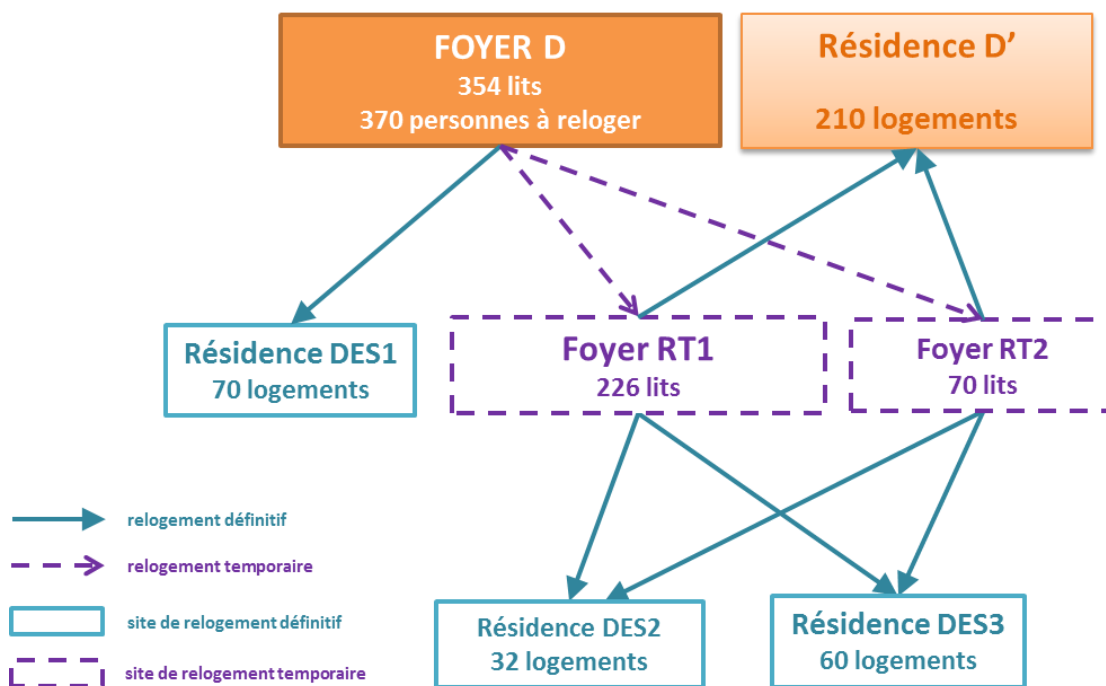 FOYER D
354 lits
370 personnes à reloger
Résidence D’
210 logements
Résidence DES1
70 logements
Foyer RT1
226 lits
Foyer RT2
70 lits
relogement définitif
relogement temporaire
site de relogement définitif
site de relogement temporaire
Résidence DES2
32 logements
Résidence DES3
60 logements